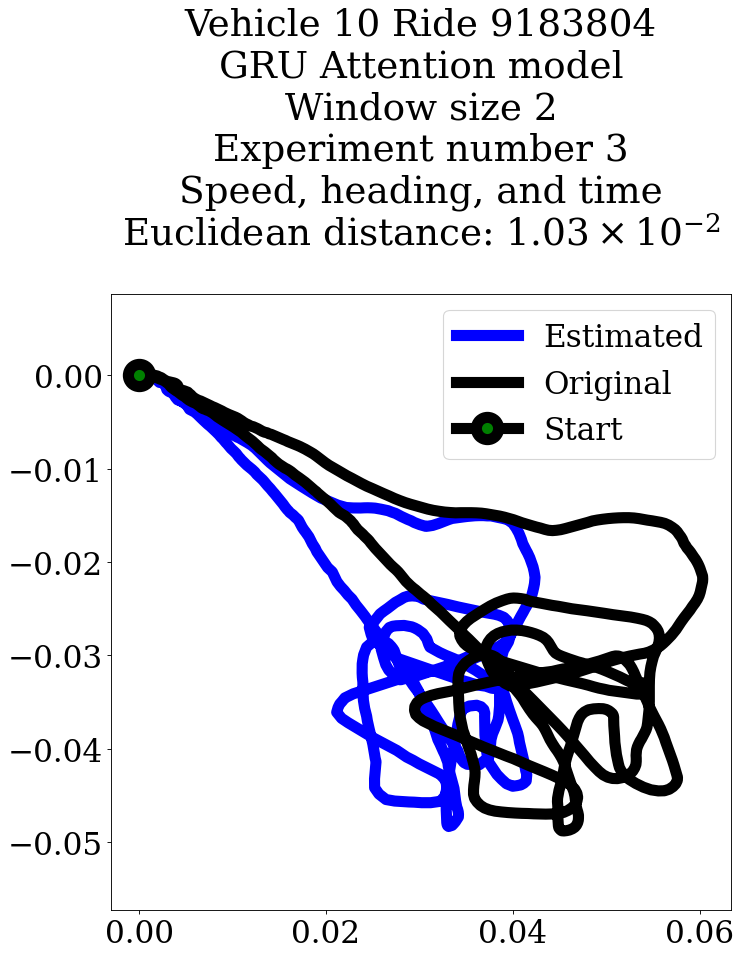 Vehicle 10 Ride 9183804
GRU Attention model
Window size 2
Experiment number 3
Speed, heading, and time
Euclidean distance: 1.03 × 10⁻²
Estimated
Original
Start
0.00
−0.01
−0.02
−0.03
−0.04
−0.05
0.00 0.02 0.04 0.06